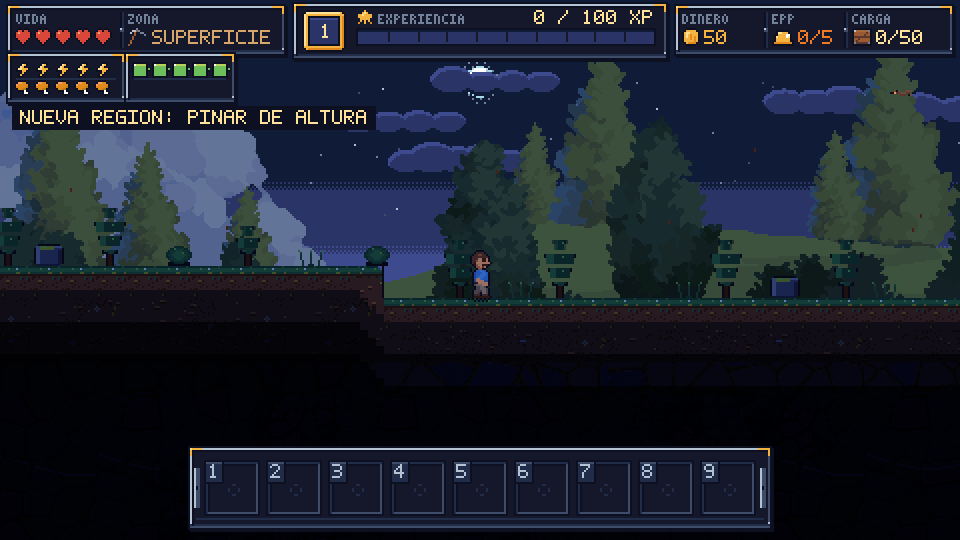 VIDA
ZONA
SUPERFICIE
1
EXPERIENCIA
0 / 100 XP
DINERO
50
EPP
0/5
CARGA
0/50
NUEVA REGION: PINAR DE ALTURA
1 2 3 4 5 6 7 8 9